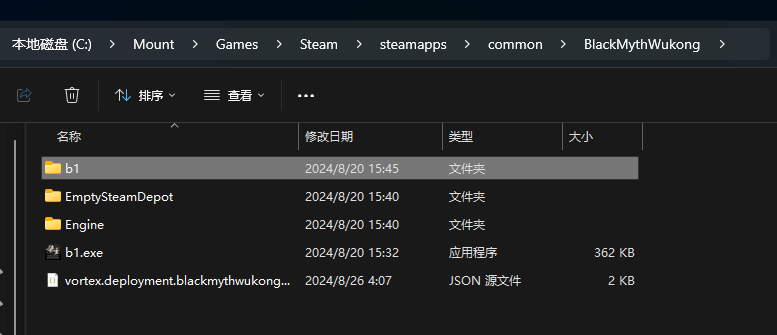 本地磁盘 (C:) > Mount > Games > Steam > steamapps > common > BlackMythWukong >
排序 查看 •••
名称 修改日期 类型 大小
b1 2024/8/20 15:45 文件夹
EmptySteamDepot 2024/8/20 15:40 文件夹
Engine 2024/8/20 15:40 文件夹
b1.exe 2024/8/20 15:32 应用程序 362 KB
vortex.deployment.blackmythwukong... 2024/8/26 4:07 JSON 源文件 2 KB